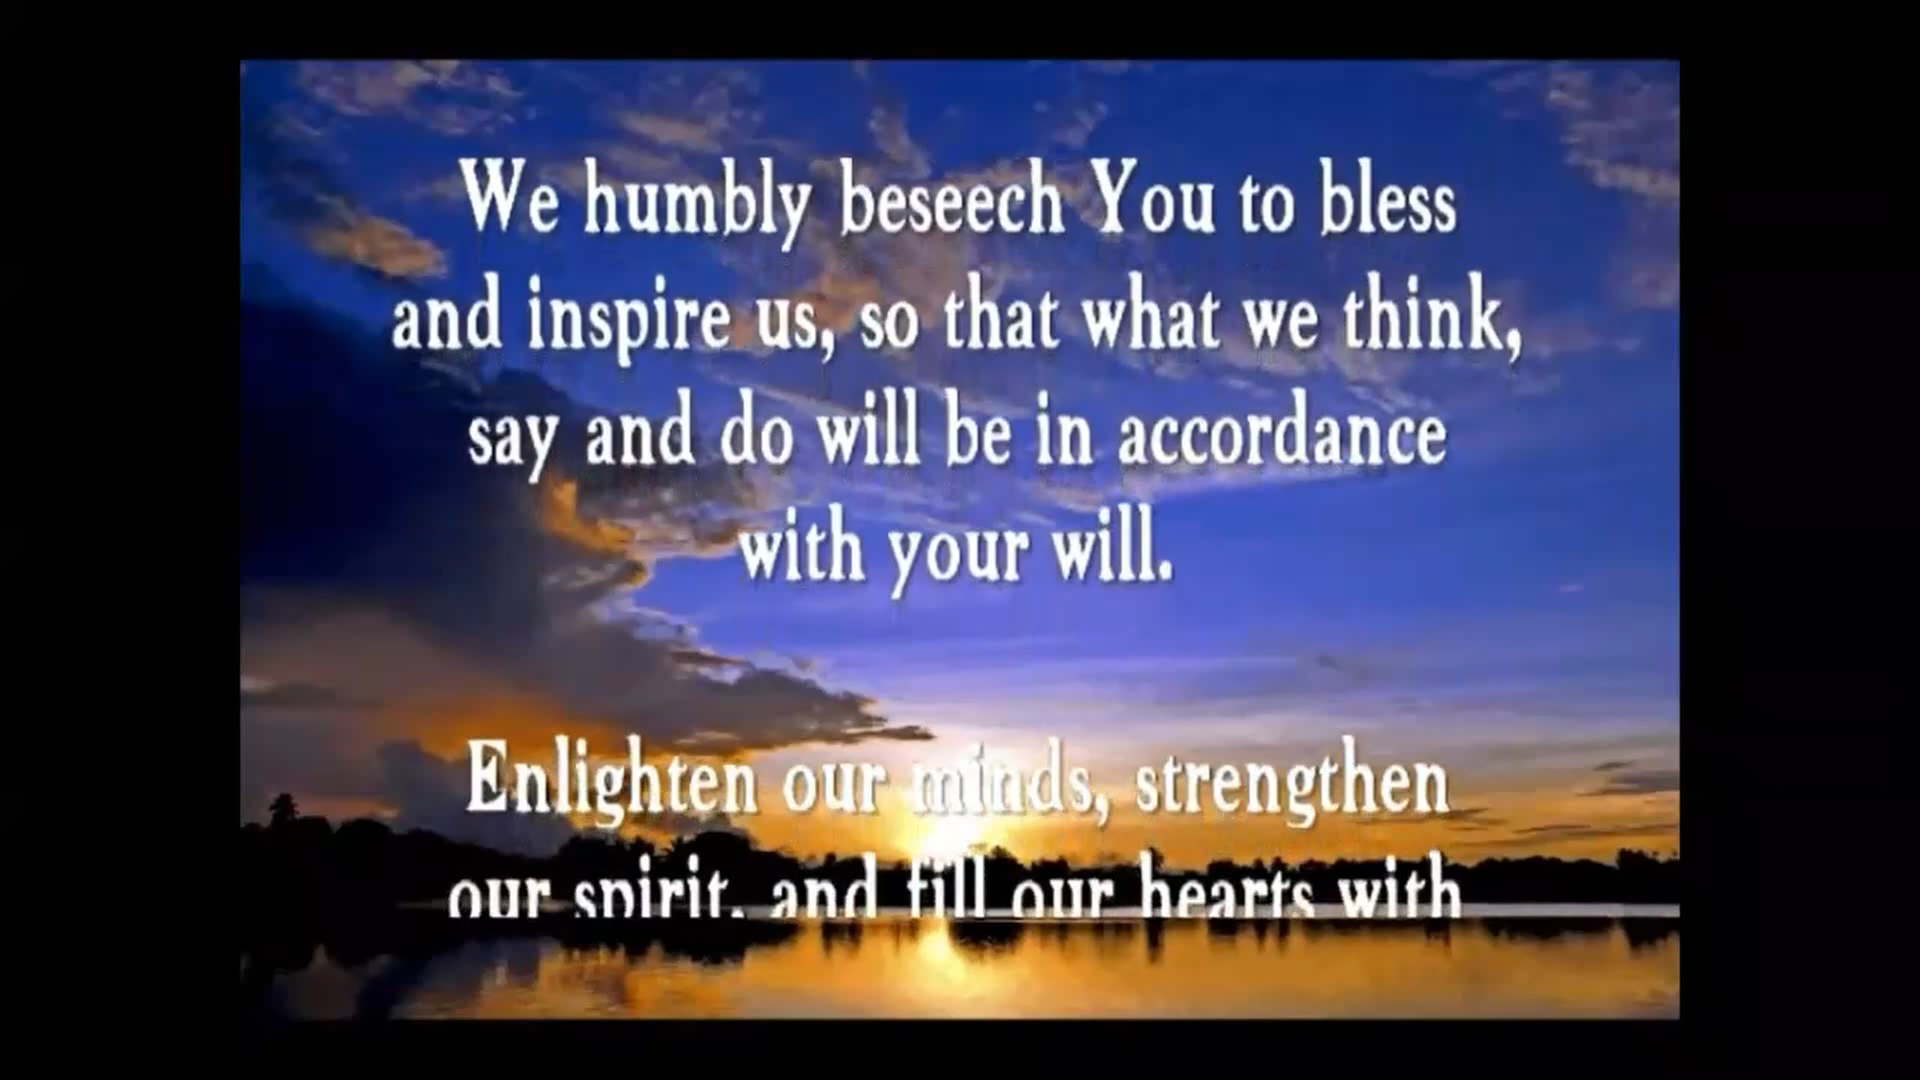 We humbly beseech You to bless
and inspire us, so that what we think,
say and do will be in accordance
with your will.
Enlighten our minds, strengthen
our spirit, and fill our hearts with